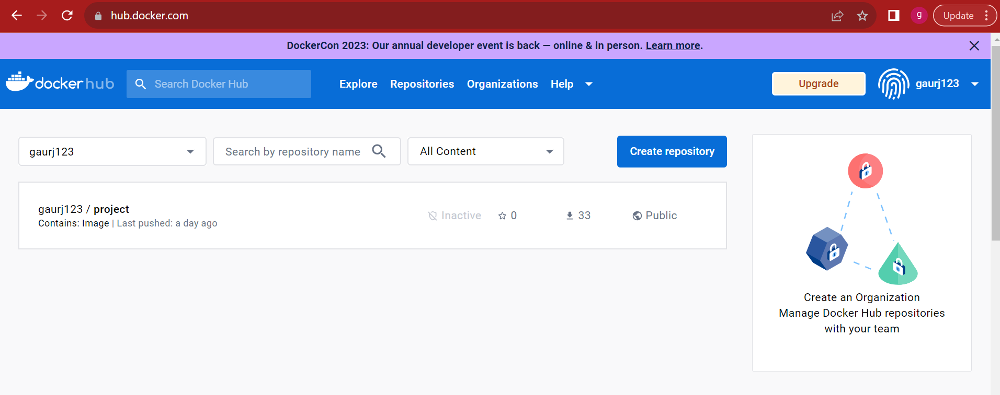 hub.docker.com
g
Update
DockerCon 2023: Our annual developer event is back — online & in person. Learn more.
dockerhub
Search Docker Hub
Explore
Repositories
Organizations
Help
Upgrade
gaurj123
gaurj123
Search by repository name
All Content
Create repository
gaurj123 / project
Contains: Image | Last pushed: a day ago
Inactive
0
33
Public
Create an Organization
Manage Docker Hub repositories
with your team